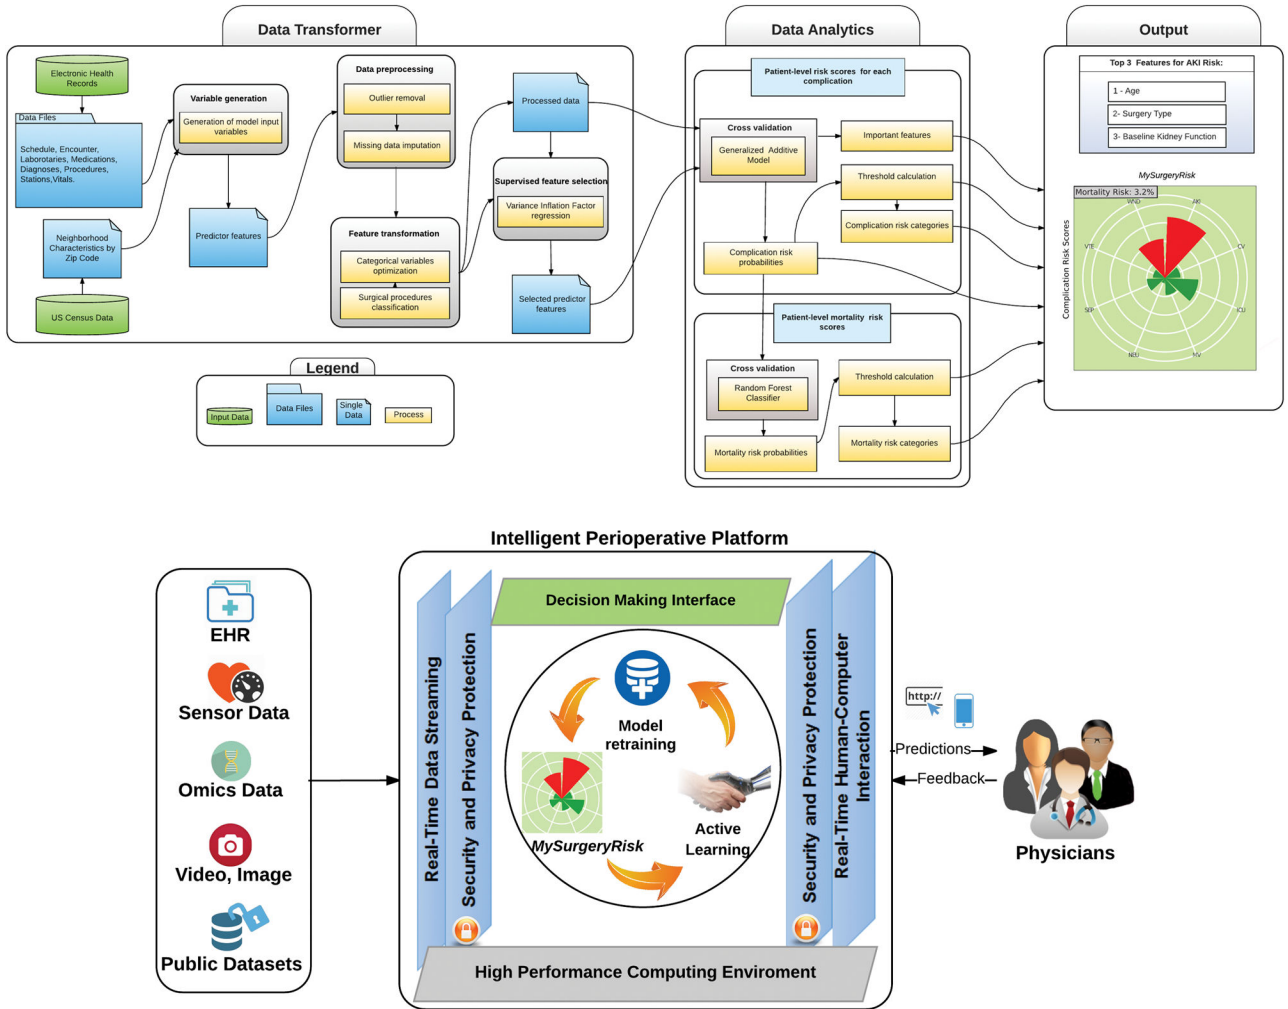 Data Transformer
Electronic Health
Records
Data Files
Schedule, Encounter,
Laborotaries, Medications,
Diagnoses, Procedures,
Stations,Vitals.
Neighborhood
Characteristics by
Zip Code
US Census Data
Variable generation
Generation of model input
variables
Predictor features
Data preprocessing
Outlier removal
Missing data imputation
Feature transformation
Categorical variables
optimization
Surgical procedures
classification
Processed data
Supervised feature selection
Variance Inflation Factor
regression
Selected predictor
features
Legend
Input Data
Data Files
Single
Data
Process
Data Analytics
Patient-level risk scores for each
complication
Cross validation
Generalized Additive
Model
Important features
Threshold calculation
Complication risk categories
Complication risk
probabilities
Patient-level mortality risk
scores
Cross validation
Random Forest
Classifier
Mortality risk probabilities
Threshold calculation
Mortality risk categories
Output
Top 3 Features for AKI Risk:
1 - Age
2- Surgery Type
3- Baseline Kidney Function
MySurgeryRisk
Mortality Risk: 3.2%
Complication Risk Scores
WND
AKI
VTE
CV
SEP
ICU
NEU
MV
Intelligent Perioperative Platform
EHR
Sensor Data
Omics Data
Video, Image
Public Datasets
Real-Time Data Streaming
Security and Privacy Protection
Decision Making Interface
Model
retraining
MySurgeryRisk
Active
Learning
Security and Privacy Protection
Real-Time Human-Computer
Interaction
High Performance Computing Enviroment
http://
Predictions
Feedback
Physicians